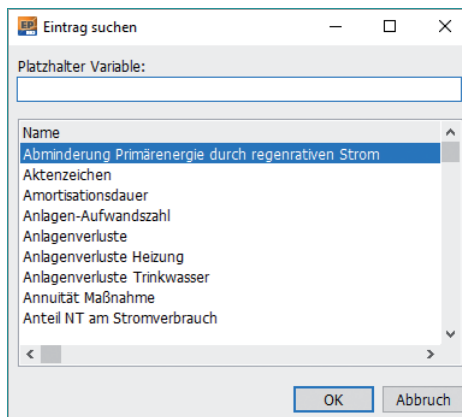 EP Eintrag suchen
Platzhalter Variable:
Name
Abminderung Primärenergie durch regenrativen Strom
Aktenzeichen
Amortisationsdauer
Anlagen-Aufwandszahl
Anlagenverluste
Anlagenverluste Heizung
Anlagenverluste Trinkwasser
Annuität Maßnahme
Anteil NT am Stromverbrauch
OK Abbruch